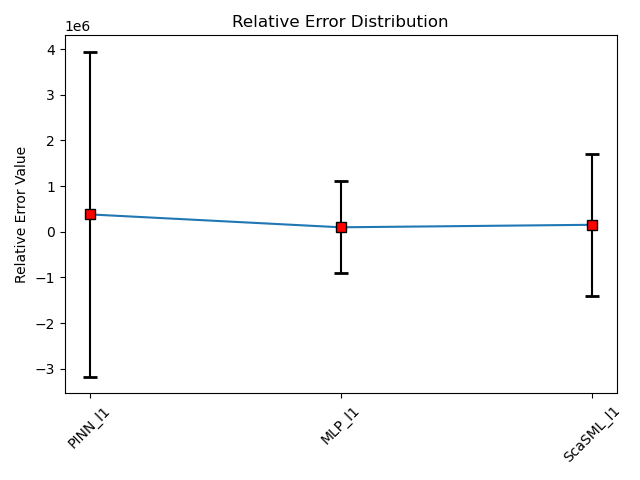 Relative Error Distribution
1e6
Relative Error Value
4
3
2
1
0
−1
−2
−3
PINN_l1
MLP_l1
ScaSML_l1